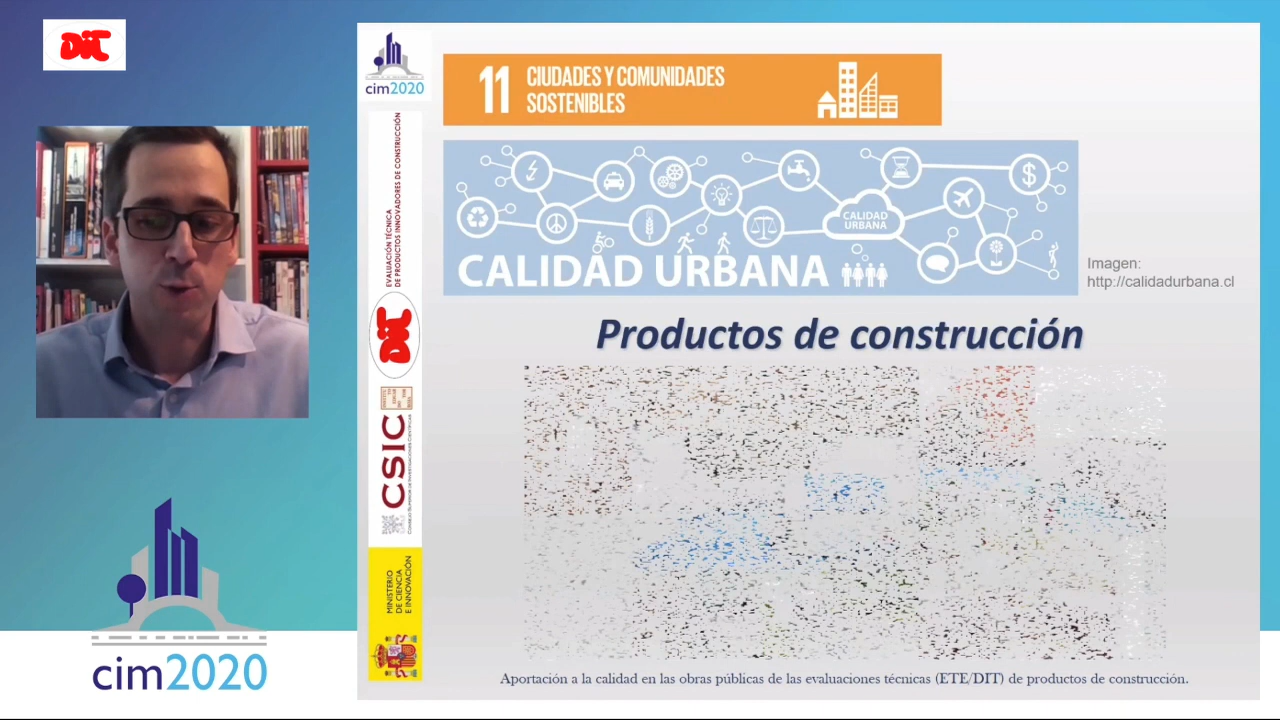 DiT
cim2020
EVALUACIÓN TÉCNICA
DE PRODUCTOS INNOVADORES DE CONSTRUCCIÓN
DiT
CSIC
CONSEJO SUPERIOR DE INVESTIGACIONES CIENTÍFICAS
MINISTERIO
DE CIENCIA
E INNOVACIÓN
11 CIUDADES Y COMUNIDADES
SOSTENIBLES
$
CALIDAD
URBANA
CALIDAD URBANA
Imagen:
http://calidadurbana.cl
Productos de construcción
Aportación a la calidad en las obras públicas de las evaluaciones técnicas (ETE/DIT) de productos de construcción.
cim2020